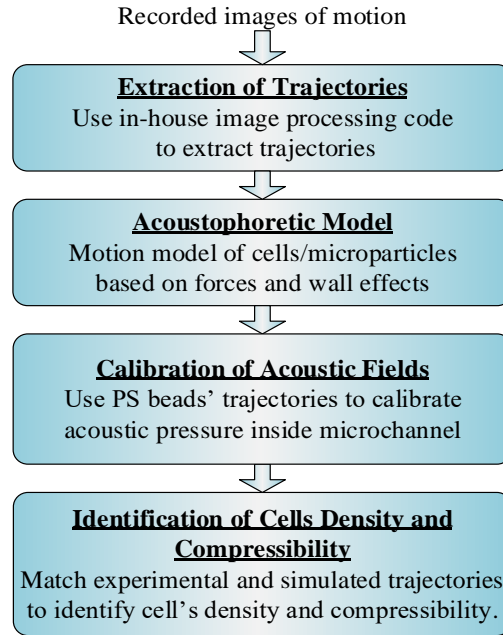 Recorded images of motion
Extraction of Trajectories
Use in-house image processing code
to extract trajectories
Acoustophoretic Model
Motion model of cells/microparticles
based on forces and wall effects
Calibration of Acoustic Fields
Use PS beads’ trajectories to calibrate
acoustic pressure inside microchannel
Identification of Cells Density and
Compressibility
Match experimental and simulated trajectories
to identify cell’s density and compressibility.